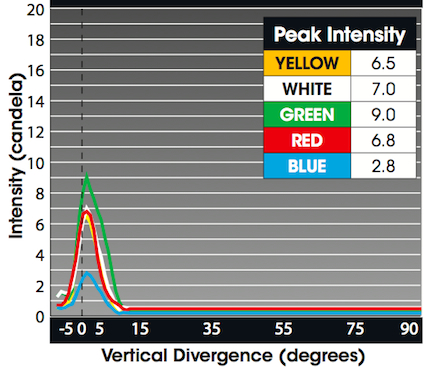 20
18
16
14
12
10
8
6
4
2
0
Intensity (candela)
Peak Intensity
YELLOW 6.5
WHITE 7.0
GREEN 9.0
RED 6.8
BLUE 2.8
-5 0 5 15 35 55 75 90
Vertical Divergence (degrees)